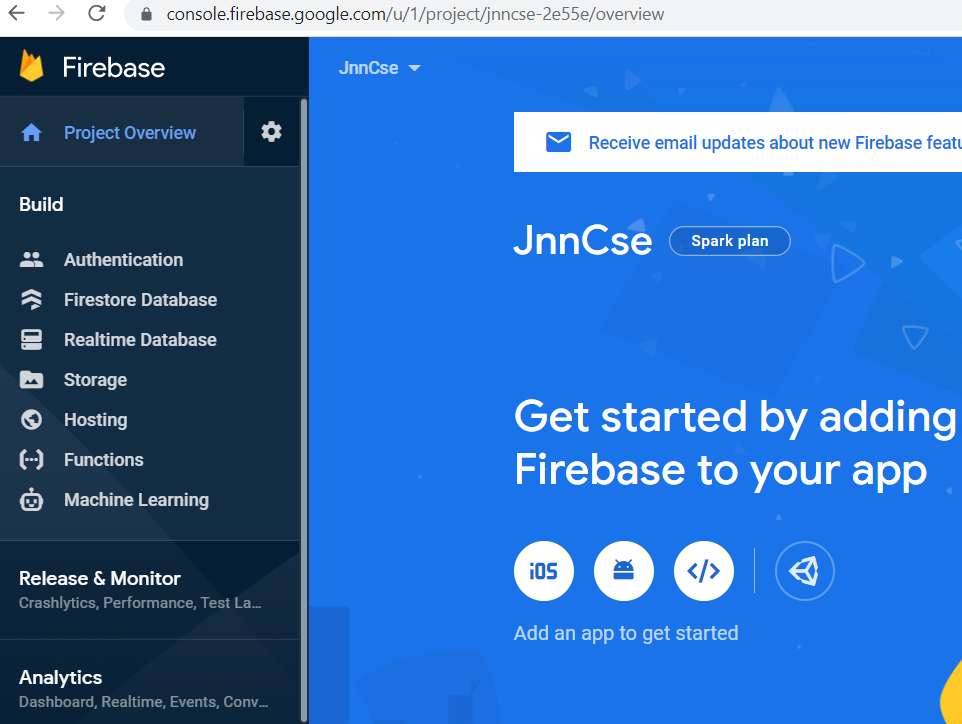 console.firebase.google.com/u/1/project/jnncse-2e55e/overview
Firebase
Project Overview
Build
Authentication
Firestore Database
Realtime Database
Storage
Hosting
Functions
Machine Learning
Release & Monitor
Crashlytics, Performance, Test La...
Analytics
Dashboard, Realtime, Events, Conv...
JnnCse
Receive email updates about new Firebase featu
JnnCse
Spark plan
Get started by adding
Firebase to your app
iOS
</>
Add an app to get started